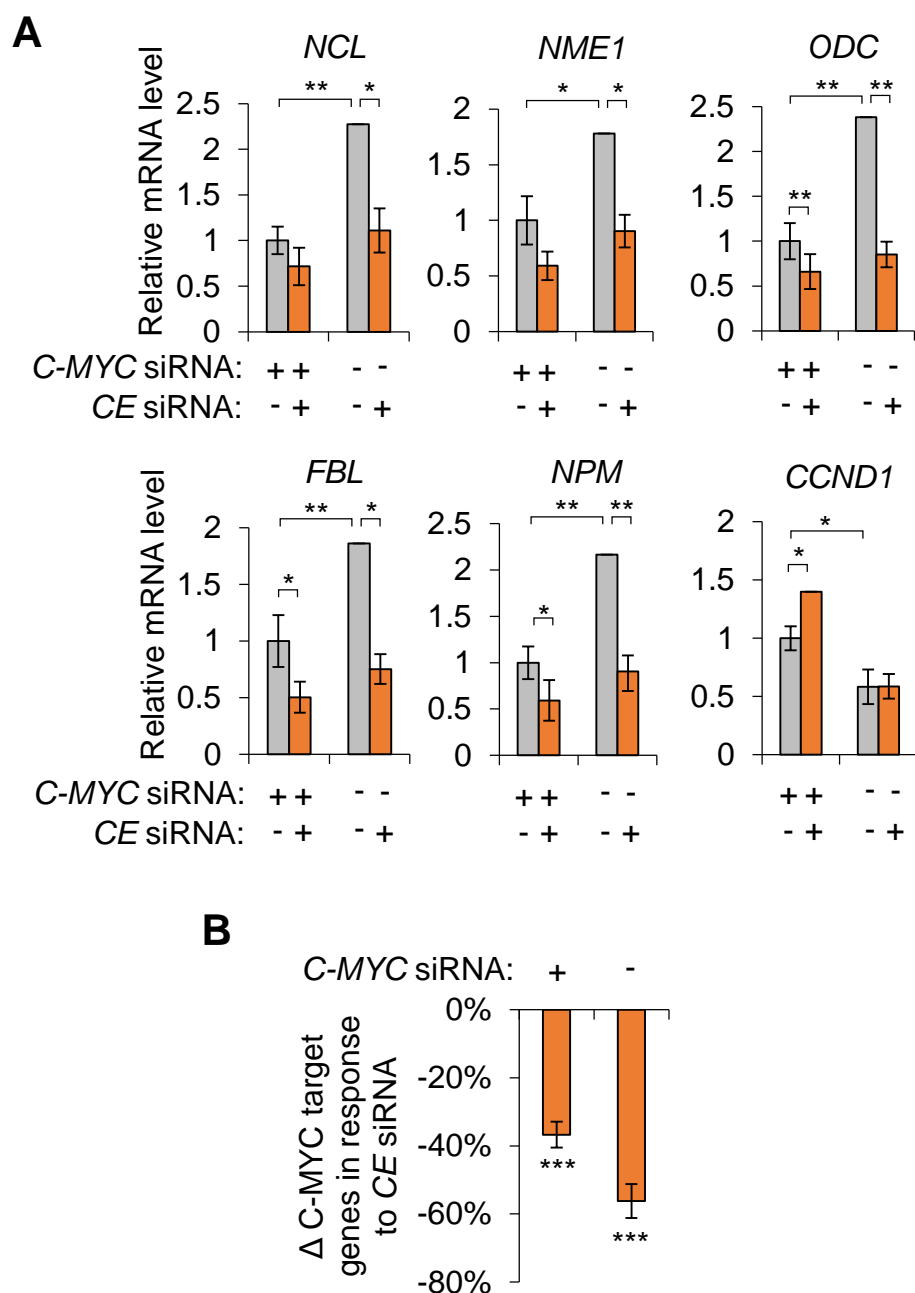 A
NCL
NME1
ODC
Relative mRNA level
** *
* *
** **
**
2.5
2
1.5
1
0.5
0
2
1.5
1
0.5
0
2.5
2
1.5
1
0.5
0
C-MYC siRNA: + + - - + + - - + + - -
CE siRNA: - + - + - + - + - + - +
FBL
NPM
CCND1
Relative mRNA level
** *
*
** **
*
*
*
2
1.5
1
0.5
0
2.5
2
1.5
1
0.5
0
2
1.5
1
0.5
0
C-MYC siRNA: + + - - + + - - + + - -
CE siRNA: - + - + - + - + - + - +
B
C-MYC siRNA: + -
Δ C-MYC target
genes in response
to CE siRNA
0%
-20%
-40%
-60%
-80%
***
***